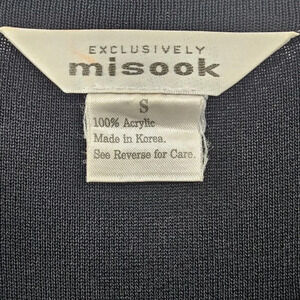 EXCLUSIVELY
misook
S
100% Acrylic
Made in Korea.
See Reverse for Care.